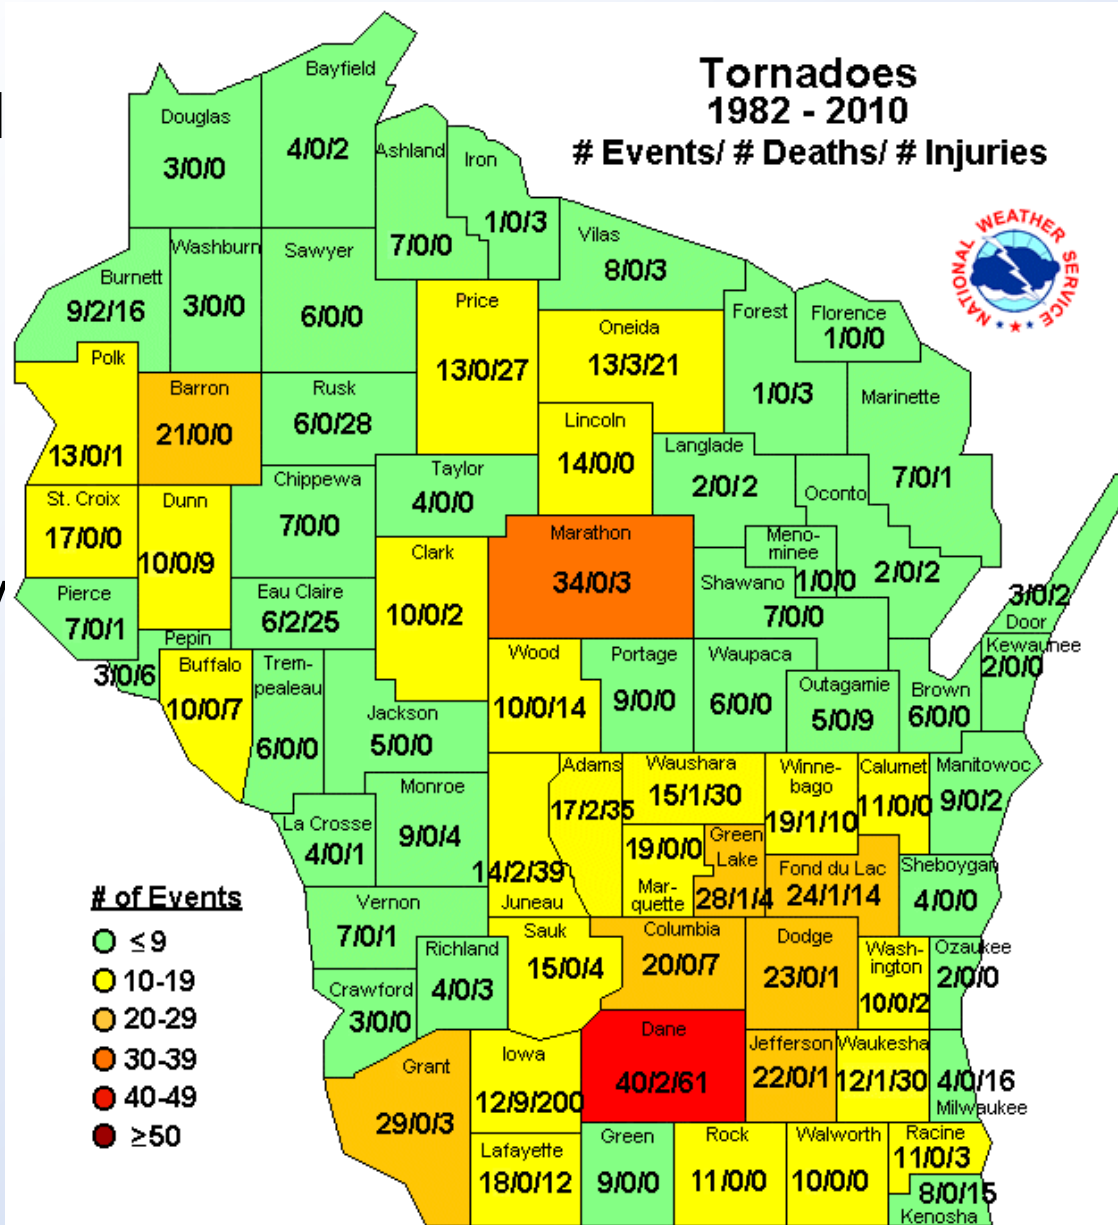 Tornadoes
1982 - 2010
# Events/ # Deaths/ # Injuries
NATIONAL WEATHER SERVICE
Bayfield
4/0/2
Douglas
3/0/0
Ashland
7/0/0
Iron
1/0/3
Vilas
8/0/3
Burnett
9/2/16
Washburn
3/0/0
Sawyer
6/0/0
Price
13/0/27
Oneida
13/3/21
Forest
1/0/3
Florence
1/0/0
Marinette
7/0/1
Polk
13/0/1
Barron
21/0/0
Rusk
6/0/28
Lincoln
14/0/0
Langlade
2/0/2
Oconto
2/0/2
Taylor
4/0/0
Chippewa
7/0/0
St. Croix
17/0/0
Dunn
10/0/9
Clark
10/0/2
Marathon
34/0/3
Meno-
minee
1/0/0
Shawano
7/0/0
Pierce
7/0/1
Pepin
3/0/6
Eau Claire
6/2/25
3/0/2
Door
Kewaunee
2/0/0
Buffalo
10/0/7
Trem-
pealeau
6/0/0
Jackson
5/0/0
Wood
10/0/14
Portage
9/0/0
Waupaca
6/0/0
Outagamie
5/0/9
Brown
6/0/0
Monroe
9/0/4
La Crosse
4/0/1
14/2/39
Juneau
Adams
17/2/35
Waushara
15/1/30
Winne-
bago
19/1/10
Calumet
11/0/0
Manitowoc
9/0/2
19/0/0
Mar-
quette
Green
Lake
28/1/4
Fond du Lac
24/1/14
Sheboygan
4/0/0
Vernon
7/0/1
Richland
4/0/3
Crawford
3/0/0
Sauk
15/0/4
Columbia
20/0/7
Dodge
23/0/1
Wash-
ington
10/0/2
Ozaukee
2/0/0
Grant
29/0/3
Iowa
12/9/200
Dane
40/2/61
Jefferson
22/0/1
Waukesha
12/1/30
4/0/16
Milwaukee
Lafayette
18/0/12
Green
9/0/0
Rock
11/0/0
Walworth
10/0/0
Racine
11/0/3
8/0/15
Kenosha
# of Events
≤ 9
10-19
20-29
30-39
40-49
≥50